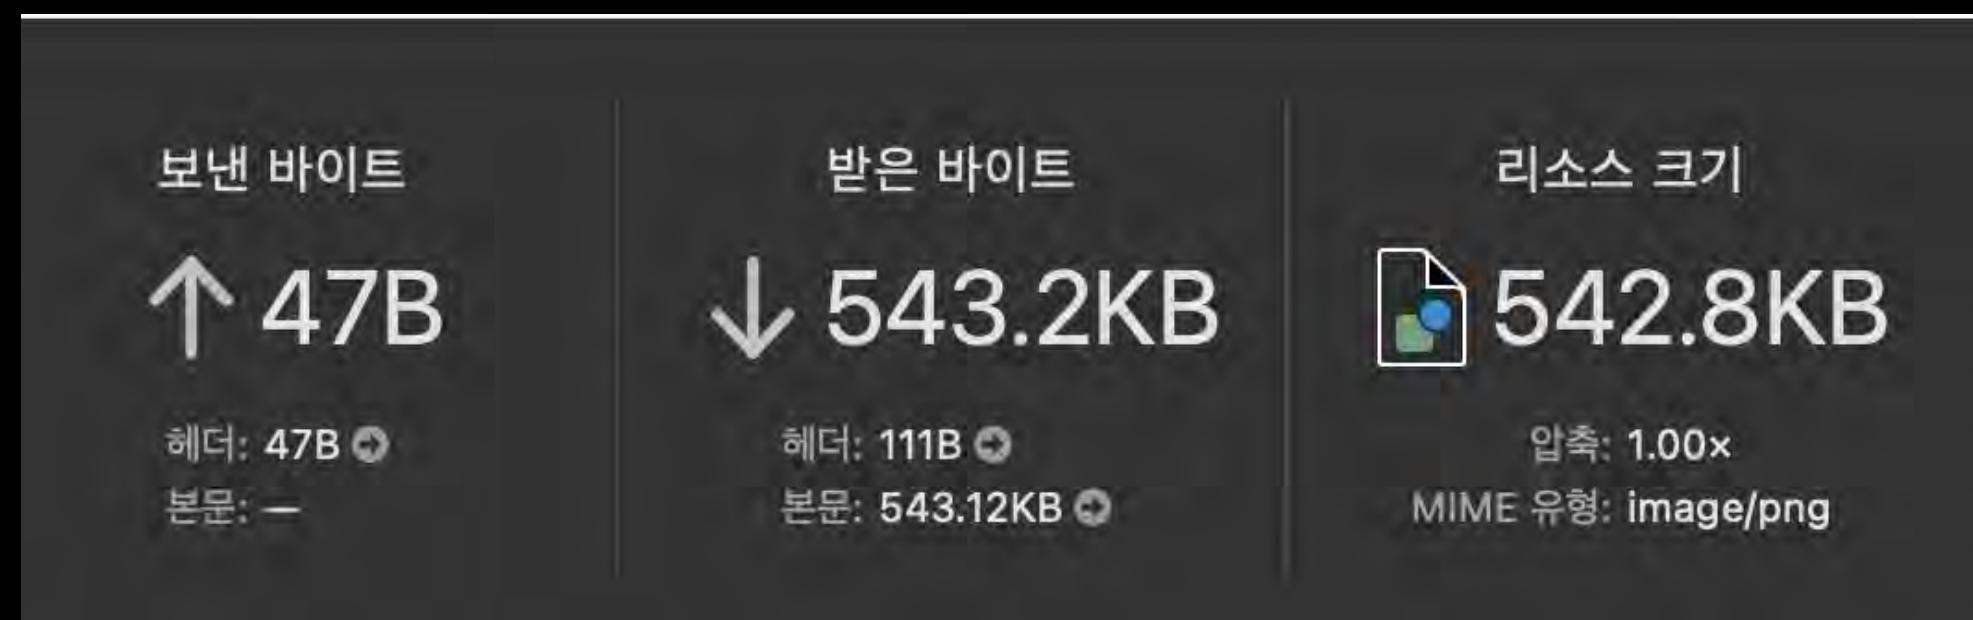 보낸 바이트
47B
헤더: 47B
본문: —
받은 바이트
543.2KB
헤더: 111B
본문: 543.12KB
리소스 크기
542.8KB
압축: 1.00×
MIME 유형: image/png